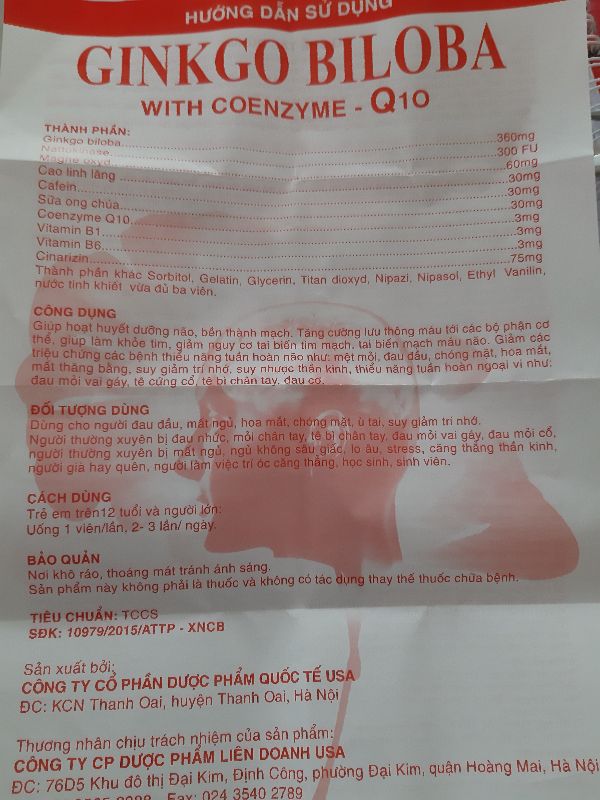 HƯỚNG DẪN SỬ DỤNG
GINKGO BILOBA
WITH COENZYME - Q10
THÀNH PHẦN:
Ginkgo biloba....................360mg
Nattokinase....................300 FU
Magne oxyd....................60mg
Cao linh lăng....................30mg
Cafein....................30mg
Sữa ong chúa....................30mg
Coenzyme Q10....................3mg
Vitamin B1....................3mg
Vitamin B6....................3mg
Cinarizin....................75mg
Thành phần khác Sorbitol, Gelatin, Glycerin, Titan dioxyd, Nipazi, Nipasol, Ethyl Vanilin,
nước tinh khiết vừa đủ ba viên.
CÔNG DỤNG
Giúp hoạt huyết dưỡng não, bền thành mạch. Tăng cường lưu thông máu tới các bộ phận cơ
thể, giúp làm khỏe tim, giảm nguy cơ tai biến tim mạch, tai biến mạch máu não. Giảm các
triệu chứng các bệnh thiểu năng tuần hoàn não như: mệt mỏi, đau đầu, chóng mặt, hoa mắt,
mất thăng bằng, suy giảm trí nhớ, suy nhược thần kinh, thiểu năng tuần hoàn ngoại vi như:
đau mỏi vai gáy, tê cứng cổ, tê bì chân tay, đau cơ.
ĐỐI TƯỢNG DÙNG
Dùng cho người đau đầu, mất ngủ, hoa mắt, chóng mặt, ù tai, suy giảm trí nhớ.
Người thường xuyên bị đau nhức, mỏi chân tay, tê bì chân tay, đau mỏi vai gáy, đau mỏi cổ,
người thường xuyên bị mất ngủ, ngủ không sâu giấc, lo âu, stress, căng thẳng thần kinh,
người già hay quên, người làm việc trí óc căng thẳng, học sinh, sinh viên.
CÁCH DÙNG
Trẻ em trên12 tuổi và người lớn:
Uống 1 viên/lần, 2- 3 lần/ ngày.
BẢO QUẢN
Nơi khô ráo, thoáng mát tránh ánh sáng.
Sản phẩm này không phải là thuốc và không có tác dụng thay thế thuốc chữa bệnh.
TIÊU CHUẨN: TCCS
SĐK: 10979/2015/ATTP - XNCB
Sản xuất bởi:
CÔNG TY CỔ PHẦN DƯỢC PHẨM QUỐC TẾ USA
ĐC: KCN Thanh Oai, huyện Thanh Oai, Hà Nội
Thương nhân chịu trách nhiệm của sản phẩm:
CÔNG TY CP DƯỢC PHẨM LIÊN DOANH USA
ĐC: 76D5 Khu đô thị Đại Kim, Định Công, phường Đại Kim, quận Hoàng Mai, Hà Nội
Fax: 024 3540 2789